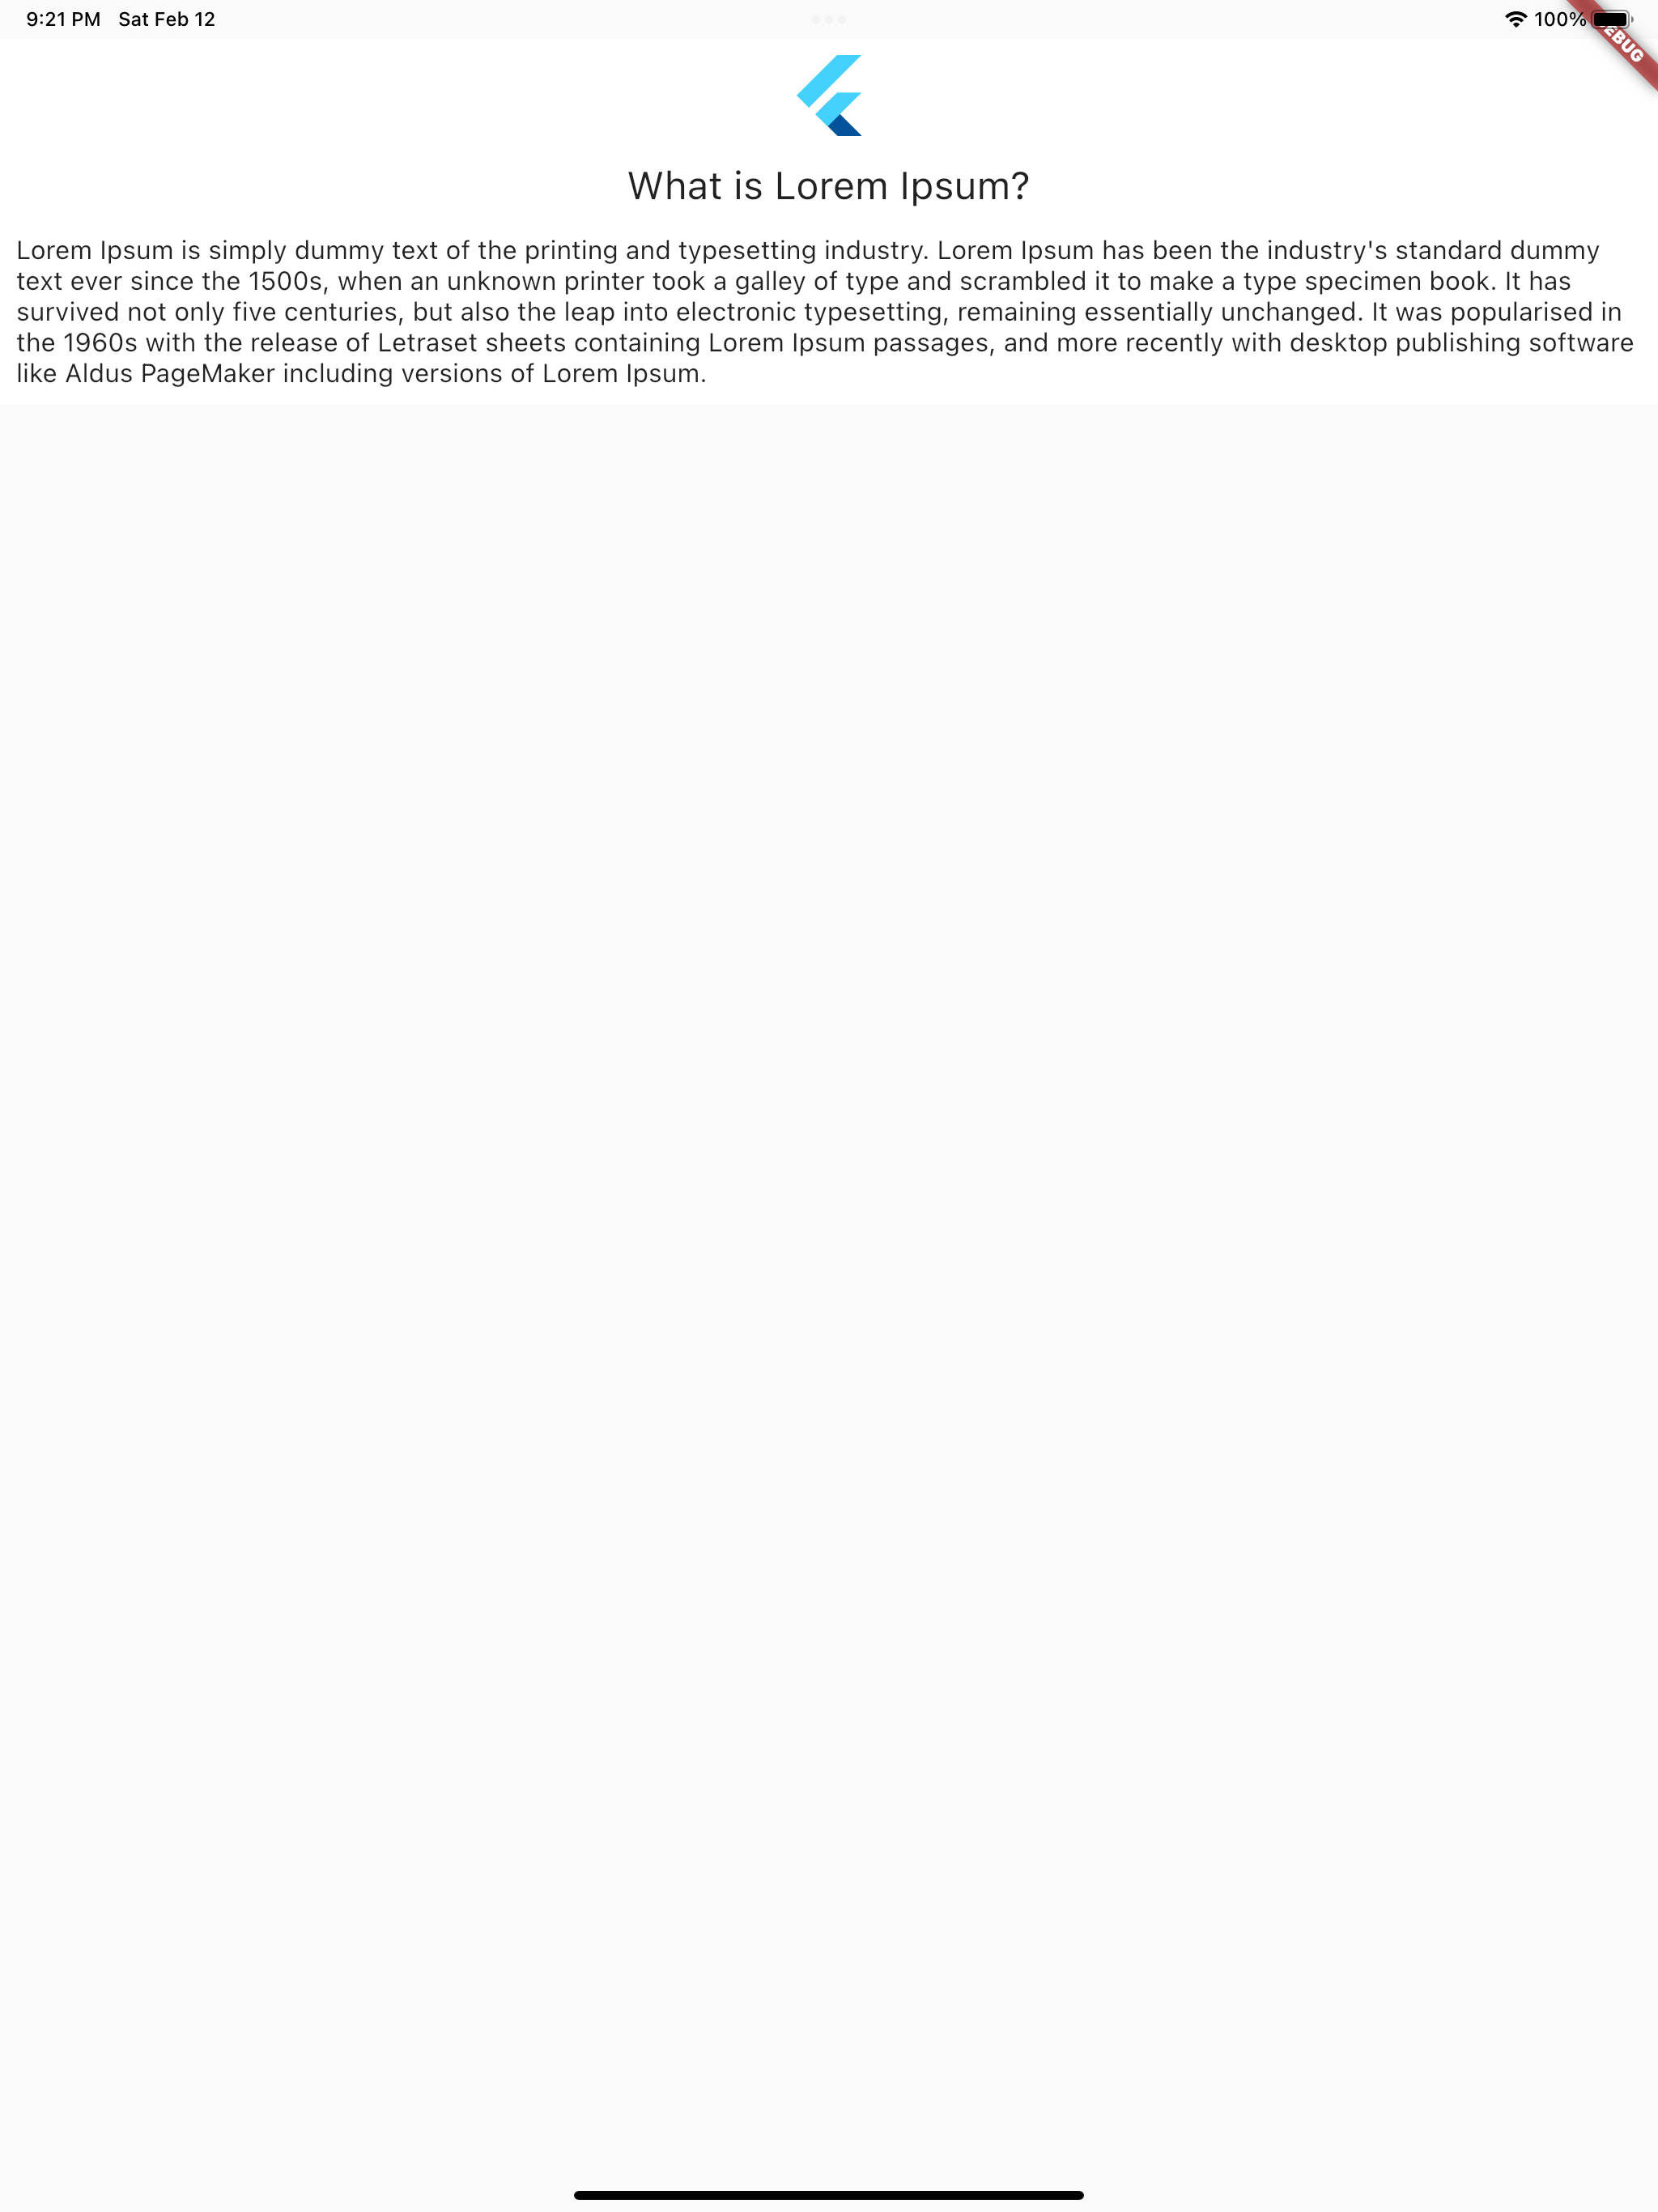 9:21 PM Sat Feb 12
100%
EBUG
What is Lorem Ipsum?
Lorem Ipsum is simply dummy text of the printing and typesetting industry. Lorem Ipsum has been the industry's standard dummy
text ever since the 1500s, when an unknown printer took a galley of type and scrambled it to make a type specimen book. It has
survived not only five centuries, but also the leap into electronic typesetting, remaining essentially unchanged. It was popularised in
the 1960s with the release of Letraset sheets containing Lorem Ipsum passages, and more recently with desktop publishing software
like Aldus PageMaker including versions of Lorem Ipsum.